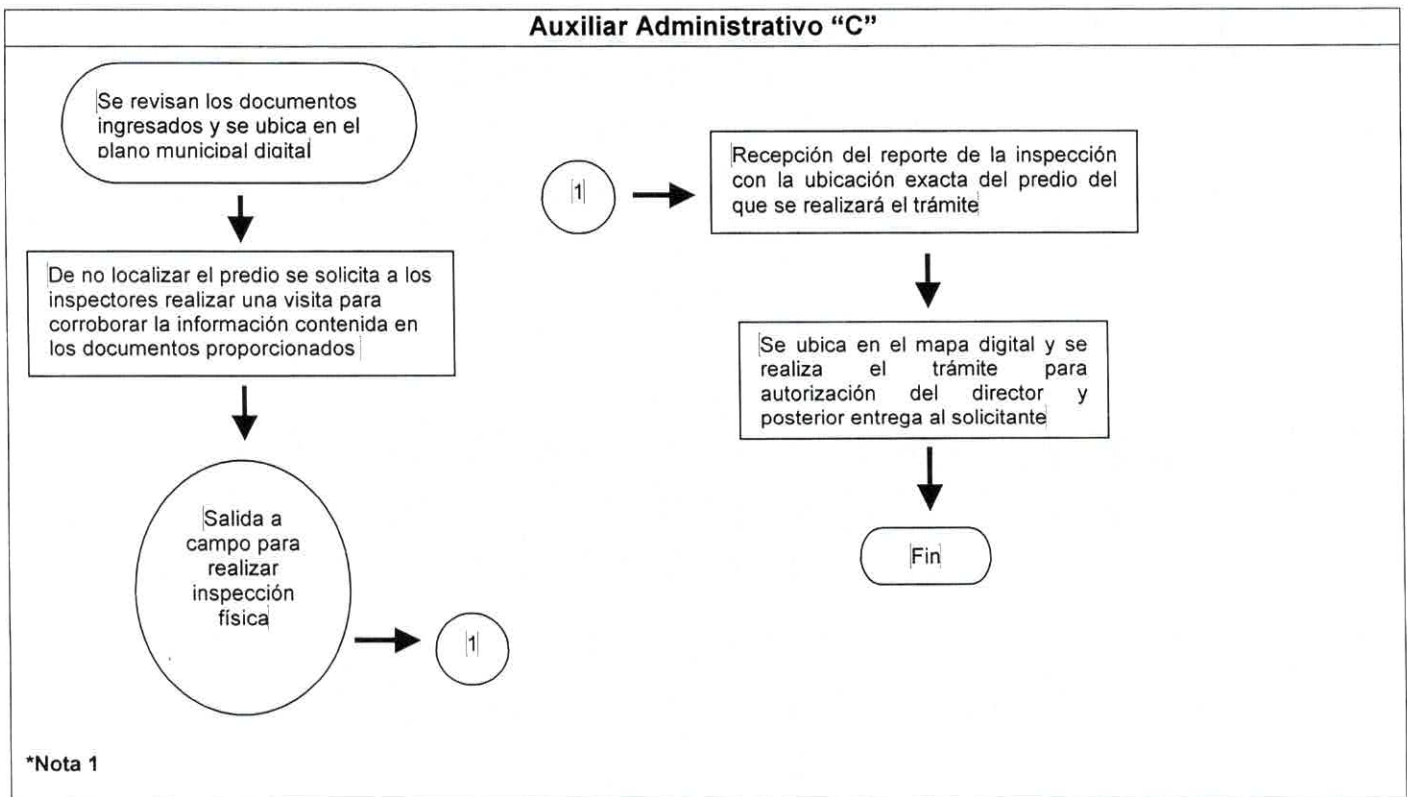 Auxiliar Administrativo “C”
Se revisan los documentos
ingresados y se ubica en el
plano municipal digital
De no localizar el predio se solicita a los
inspectores realizar una visita para
corroborar la información contenida en
los documentos proporcionados
Salida a
campo para
realizar
inspección
física
1
1
Recepción del reporte de la inspección
con la ubicación exacta del predio del
que se realizará el trámite
Se ubica en el mapa digital y se
realiza el trámite para
autorización del director y
posterior entrega al solicitante
Fin
*Nota 1